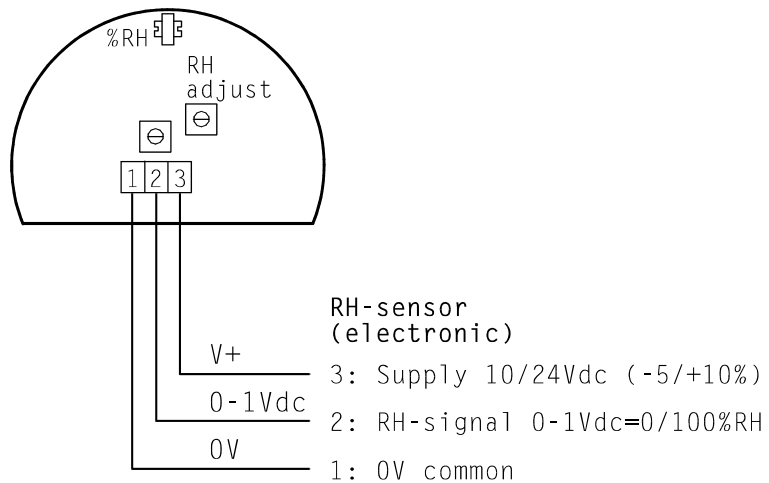 %RH
RH
adjust
1 2 3
RH-sensor
(electronic)
V+
3: Supply 10/24Vdc (-5/+10%)
0-1Vdc
2: RH-signal 0-1Vdc=0/100%RH
0V
1: 0V common